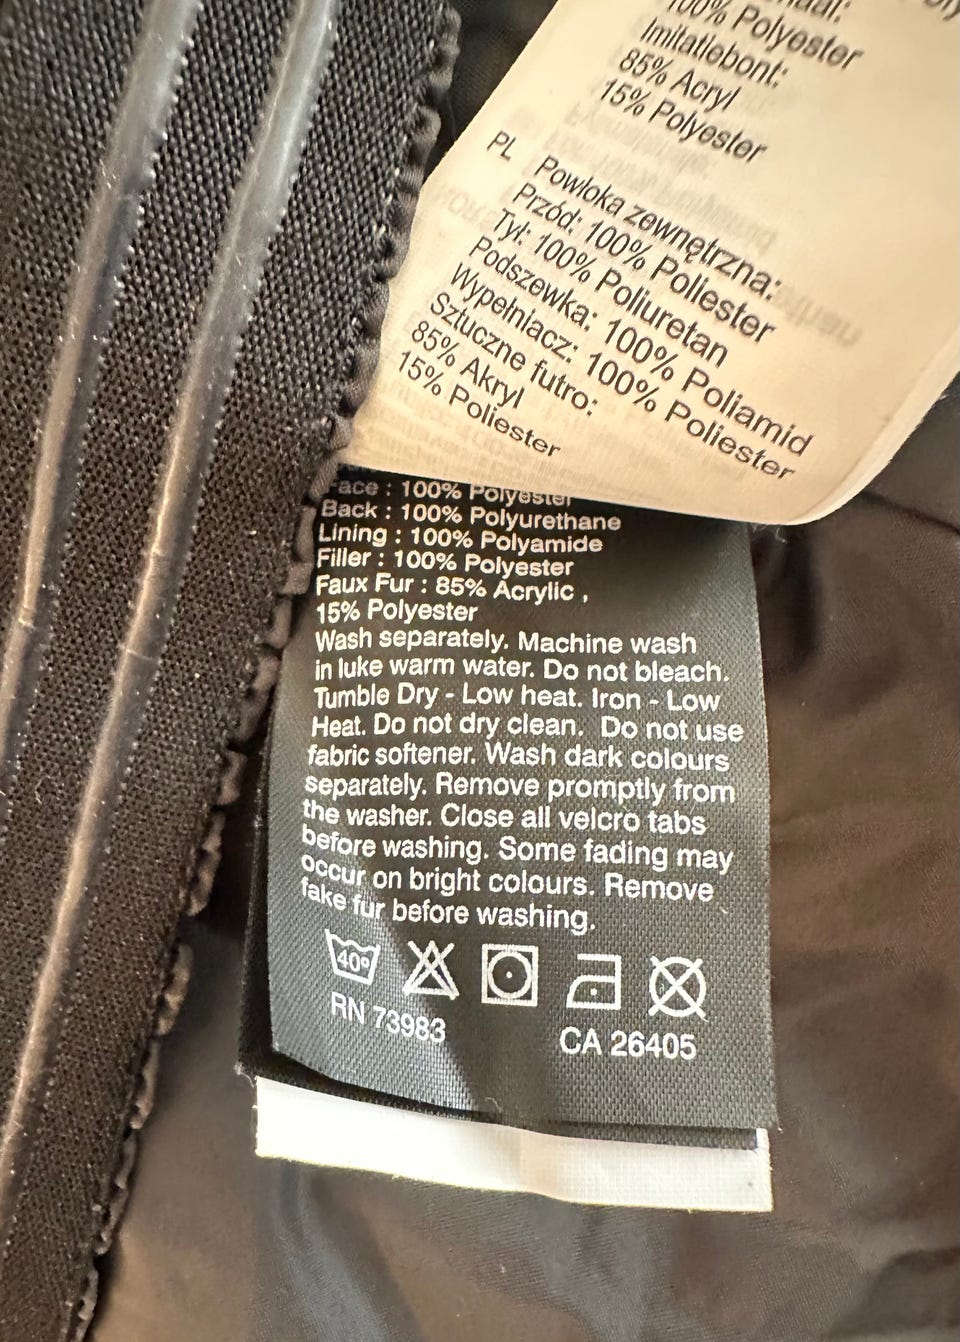 100% Polyester
Imitatiebont:
85% Acryl
15% Polyester
PL Powłoka zewnętrzna:
Przód: 100% Poliester
Tył: 100% Poliuretan
Podszewka: 100% Poliamid
Wypełniacz: 100% Poliester
Sztuczne futro:
85% Akryl
15% Poliester
Face : 100% Polyester
Back : 100% Polyurethane
Lining : 100% Polyamide
Filler : 100% Polyester
Faux Fur : 85% Acrylic ,
15% Polyester
Wash separately. Machine wash
in luke warm water. Do not bleach.
Tumble Dry - Low heat. Iron - Low
Heat. Do not dry clean. Do not use
fabric softener. Wash dark colours
separately. Remove promptly from
the washer. Close all velcro tabs
before washing. Some fading may
occur on bright colours. Remove
fake fur before washing.
40°
RN 73983
CA 26405